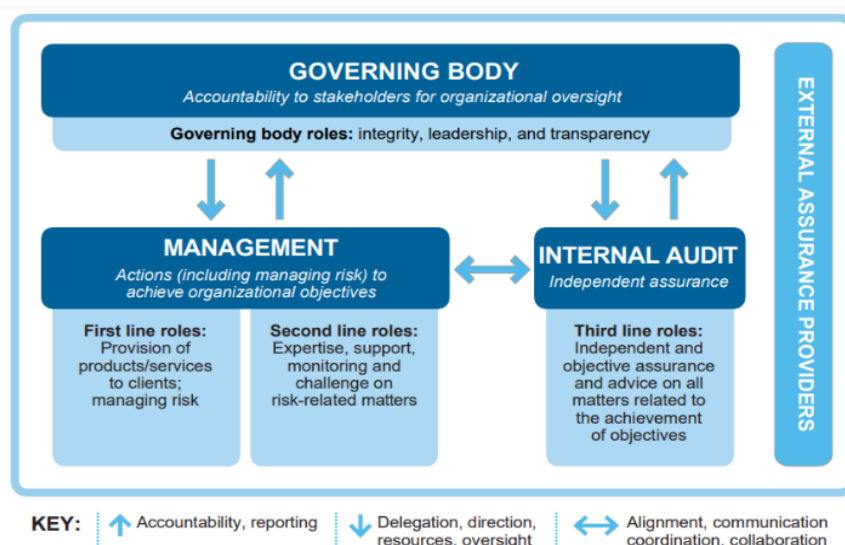 GOVERNING BODY
Accountability to stakeholders for organizational oversight
Governing body roles: integrity, leadership, and transparency
MANAGEMENT
Actions (including managing risk) to
achieve organizational objectives
First line roles:
Provision of
products/services
to clients;
managing risk
Second line roles:
Expertise, support,
monitoring and
challenge on
risk-related matters
INTERNAL AUDIT
Independent assurance
Third line roles:
Independent and
objective assurance
and advice on all
matters related to
the achievement
of objectives
EXTERNAL ASSURANCE PROVIDERS
KEY:
Accountability, reporting
Delegation, direction,
resources, oversight
Alignment, communication
coordination, collaboration